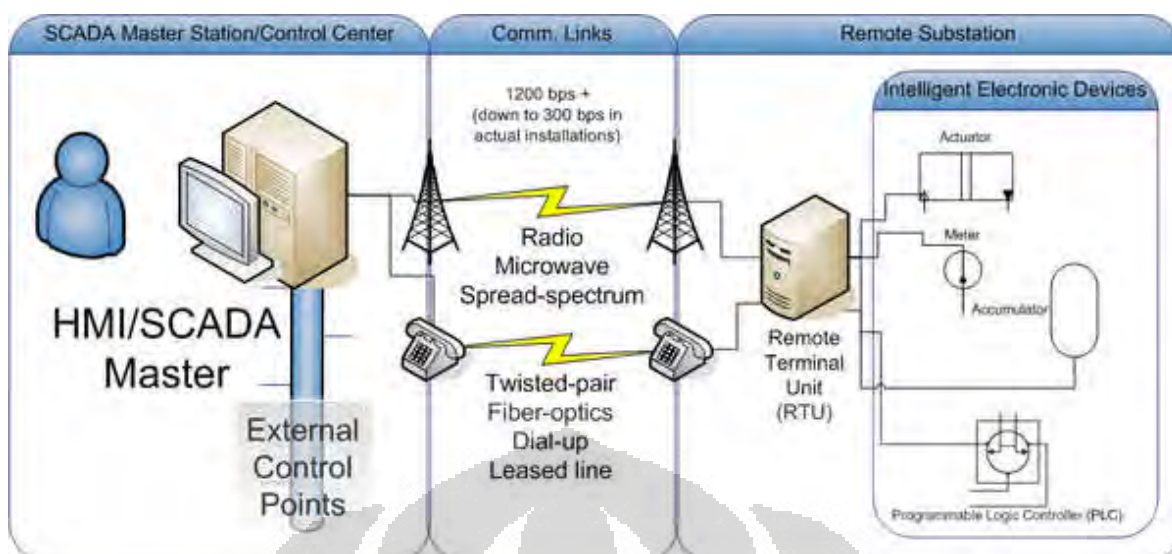 SCADA Master Station/Control Center
Comm. Links
Remote Substation
1200 bps +
(down to 300 bps in
actual installations)
Radio
Microwave
Spread-spectrum
Twisted-pair
Fiber-optics
Dial-up
Leased line
HMI/SCADA
Master
External
Control
Points
Remote
Terminal
Unit
(RTU)
Intelligent Electronic Devices
Actuator
Meter
Accumulator
Programmable Logic Controller (PLC)